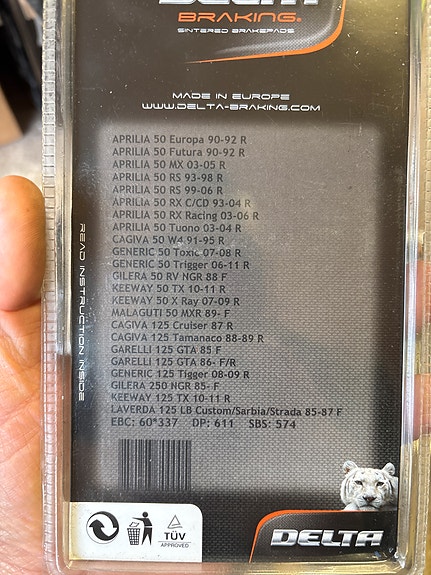 DELTA
BRAKING®
SINTERED BRAKEPADS
MADE IN EUROPE
WWW.DELTA-BRAKING.COM
APRILIA 50 Europa 90-92 R
APRILIA 50 Futura 90-92 R
APRILIA 50 MX 03-05 R
APRILIA 50 RS 93-98 R
APRILIA 50 RS 99-06 R
APRILIA 50 RX C/CD 93-04 R
APRILIA 50 RX Racing 03-06 R
APRILIA 50 Tuono 03-04 R
CAGIVA 50 W4 91-95 R
GENERIC 50 Toxic 07-08 R
GENERIC 50 Trigger 06-11 R
GILERA 50 RV NGR 88 F
KEEWAY 50 TX 10-11 R
KEEWAY 50 X Ray 07-09 R
MALAGUTI 50 MXR 89- F
CAGIVA 125 Cruiser 87 R
CAGIVA 125 Tamanaco 88-89 R
GARELLI 125 GTA 85 F
GARELLI 125 GTA 86- F/R
GENERIC 125 Tigger 08-09 R
GILERA 250 NGR 85- F
KEEWAY 125 TX 10-11 R
LAVERDA 125 LB Custom/Sarbia/Strada 85-87 F
EBC: 60*337 DP: 611 SBS: 574
READ INSTRUCTION INSIDE
TÜV
APPROVED
DELTA